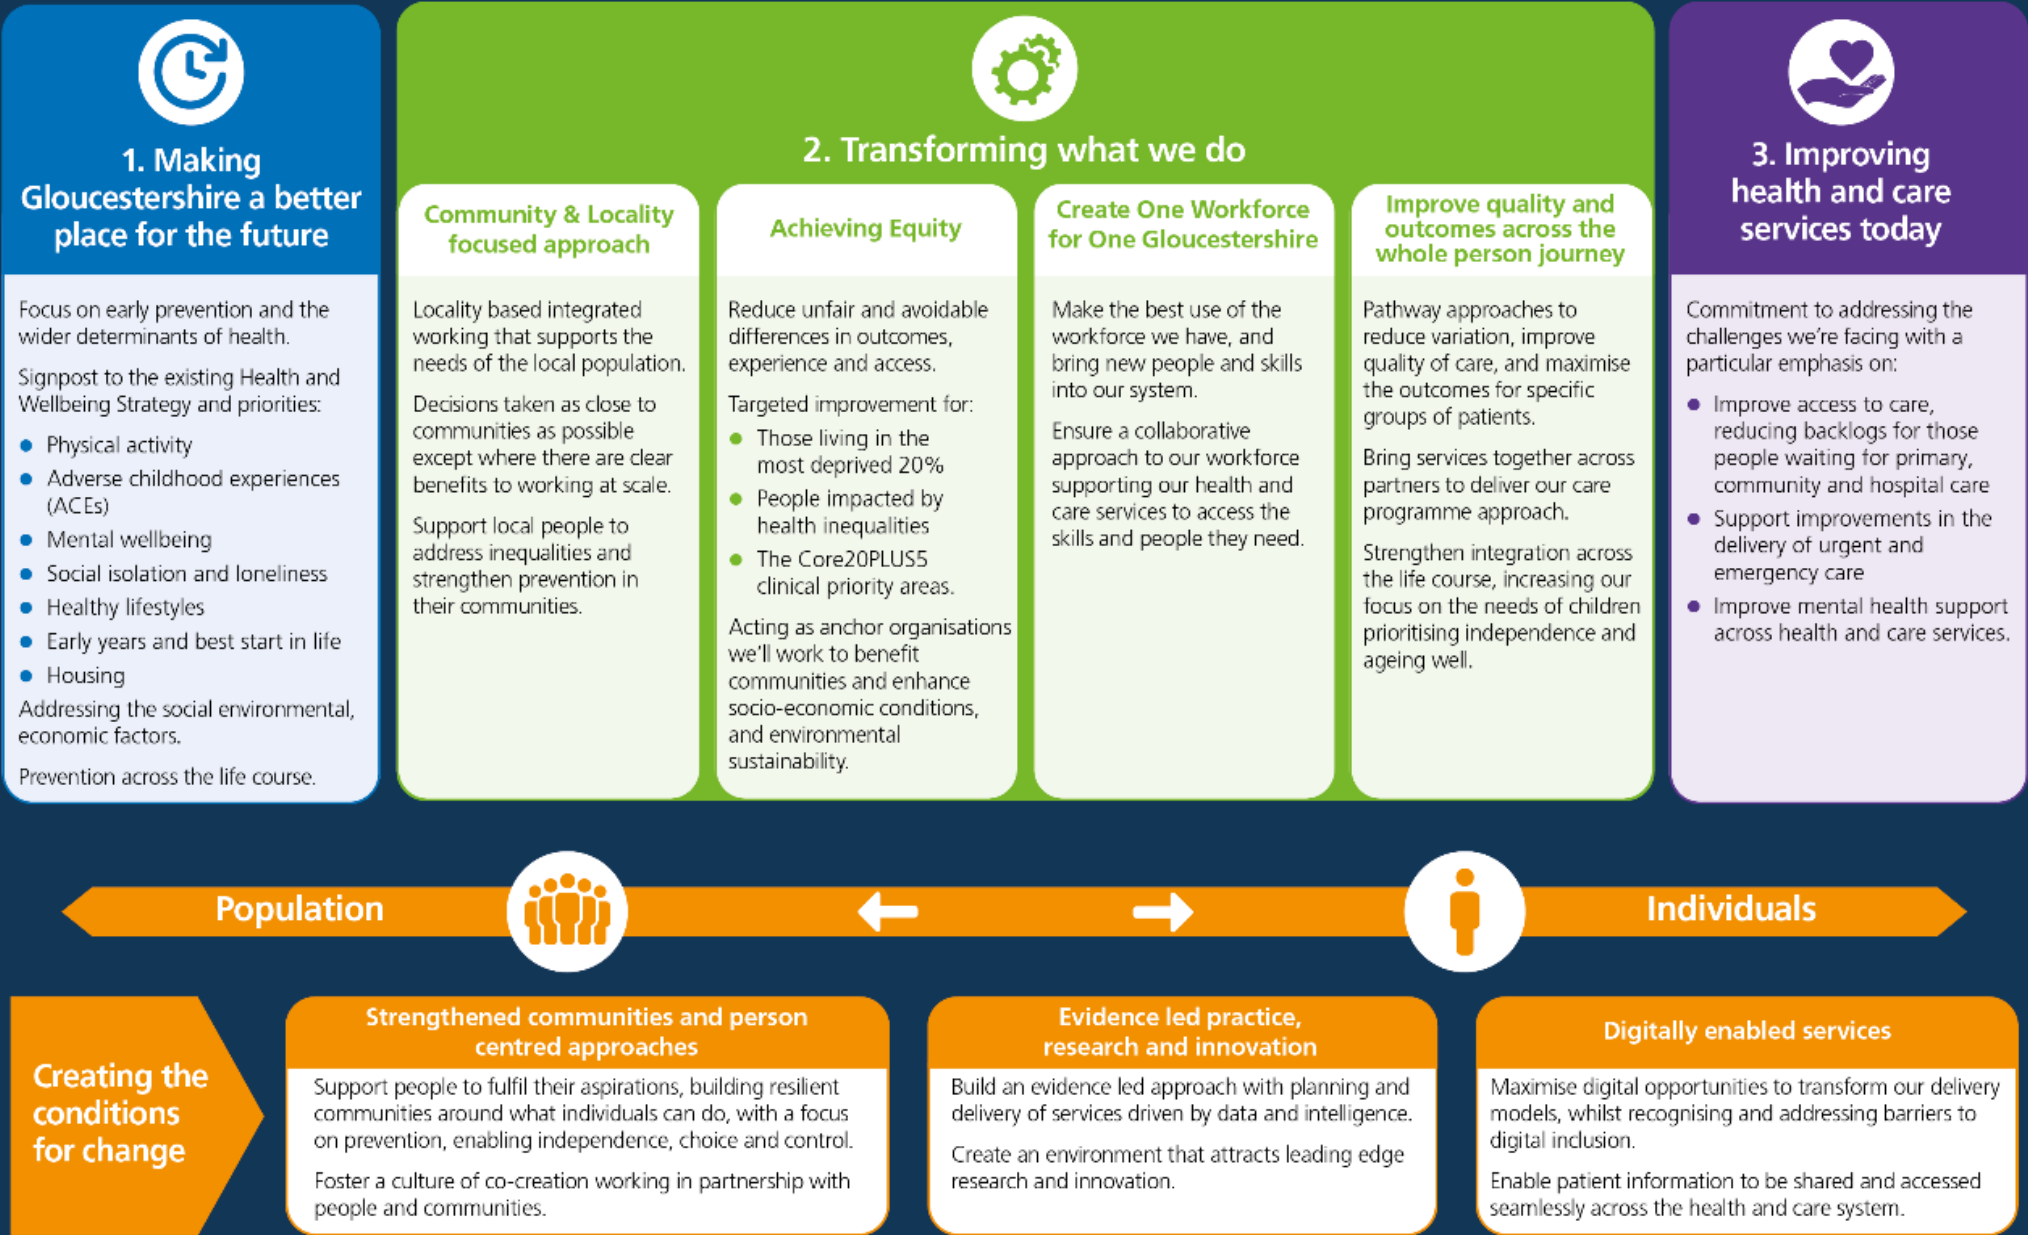 1. Making
Gloucestershire a better
place for the future
Focus on early prevention and the
wider determinants of health.
Signpost to the existing Health and
Wellbeing Strategy and priorities:
Physical activity
Adverse childhood experiences
(ACEs)
Mental wellbeing
Social isolation and loneliness
Healthy lifestyles
Early years and best start in life
Housing
Addressing the social environmental,
economic factors.
Prevention across the life course.
2. Transforming what we do
Community & Locality
focused approach
Locality based integrated
working that supports the
needs of the local population.
Decisions taken as close to
communities as possible
except where there are clear
benefits to working at scale.
Support local people to
address inequalities and
strengthen prevention in
their communities.
Achieving Equity
Reduce unfair and avoidable
differences in outcomes,
experience and access.
Targeted improvement for:
Those living in the
most deprived 20%
People impacted by
health inequalities
The Core20PLUS5
clinical priority areas.
Acting as anchor organisations
we'll work to benefit
communities and enhance
socio-economic conditions,
and environmental
sustainability.
Create One Workforce
for One Gloucestershire
Make the best use of the
workforce we have, and
bring new people and skills
into our system.
Ensure a collaborative
approach to our workforce
supporting our health and
care services to access the
skills and people they need.
Improve quality and
outcomes across the
whole person journey
Pathway approaches to
reduce variation, improve
quality of care, and maximise
the outcomes for specific
groups of patients.
Bring services together across
partners to deliver our care
programme approach.
Strengthen integration across
the life course, increasing our
focus on the needs of children
prioritising independence and
ageing well.
3. Improving
health and care
services today
Commitment to addressing the
challenges we're facing with a
particular emphasis on:
Improve access to care,
reducing backlogs for those
people waiting for primary,
community and hospital care
Support improvements in the
delivery of urgent and
emergency care
Improve mental health support
across health and care services.
Population
Individuals
Creating the
conditions
for change
Strengthened communities and person
centred approaches
Support people to fulfil their aspirations, building resilient
communities around what individuals can do, with a focus
on prevention, enabling independence, choice and control.
Foster a culture of co-creation working in partnership with
people and communities.
Evidence led practice,
research and innovation
Build an evidence led approach with planning and
delivery of services driven by data and intelligence.
Create an environment that attracts leading edge
research and innovation.
Digitally enabled services
Maximise digital opportunities to transform our delivery
models, whilst recognising and addressing barriers to
digital inclusion.
Enable patient information to be shared and accessed
seamlessly across the health and care system.